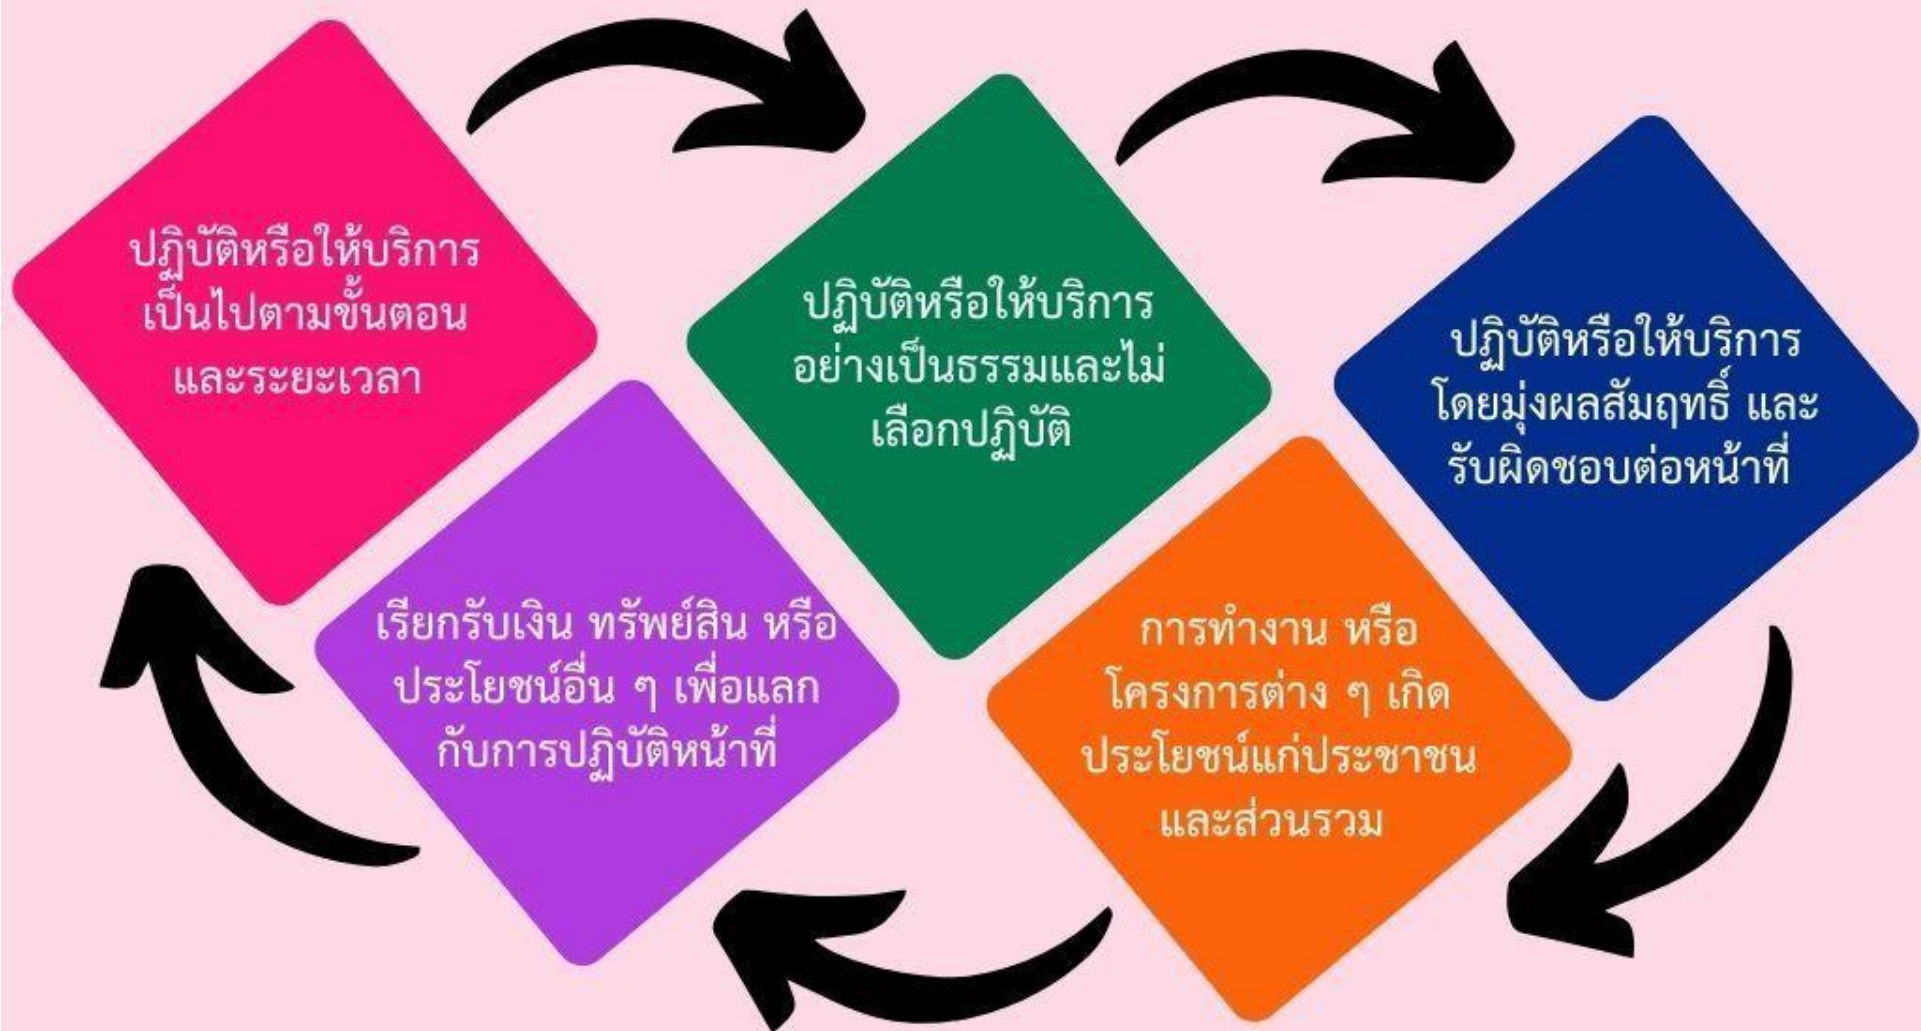 ปฏิบัติหรือให้บริการ
เป็นไปตามขั้นตอน
และระยะเวลา
ปฏิบัติหรือให้บริการ
อย่างเป็นธรรมและไม่
เลือกปฏิบัติ
ปฏิบัติหรือให้บริการ
โดยมุ่งผลสัมฤทธิ์ และ
รับผิดชอบต่อหน้าที่
การทำงาน หรือ
โครงการต่าง ๆ เกิด
ประโยชน์แก่ประชาชน
และส่วนรวม
เรียกรับเงิน ทรัพย์สิน หรือ
ประโยชน์อื่น ๆ เพื่อแลก
กับการปฏิบัติหน้าที่